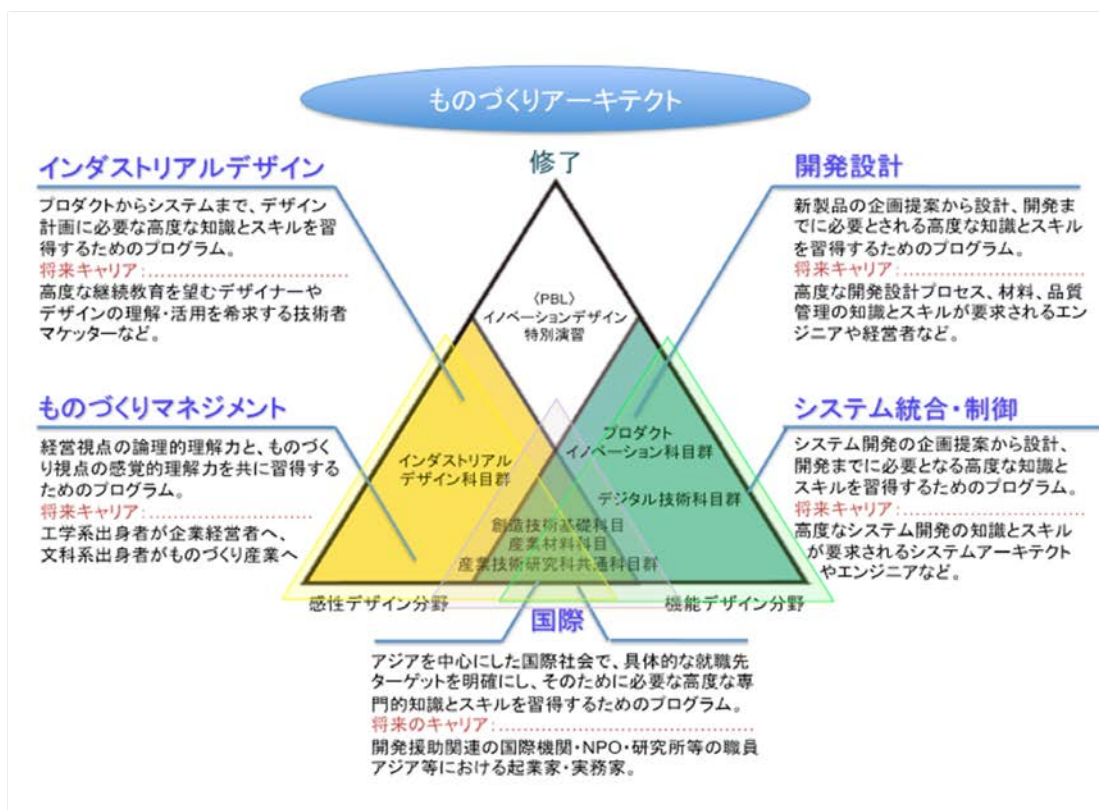 ものづくりアーキテクト
修了
インダストリアルデザイン
プロダクトからシステムまで、デザイン
計画に必要な高度な知識とスキルを習
得するためのプログラム。
将来キャリア:..............................
高度な継続教育を望むデザイナーや
デザインの理解・活用を希求する技術者
マケッターなど。
開発設計
新製品の企画提案から設計、開発ま
でに必要とされる高度な知識とスキル
を習得するためのプログラム。
将来キャリア:..............................
高度な開発設計プロセス、材料、品質
管理の知識とスキルが要求されるエン
ジニアや経営者など。
〈PBL〉
イノベーションデザイン
特別演習
ものづくりマネジメント
経営視点の論理的理解力と、ものづく
り視点の感覚的理解力を共に習得する
ためのプログラム。
将来キャリア:..............................
工学系出身者が企業経営者へ、
文科系出身者がものづくり産業へ
インダストリアル
デザイン科目群
プロダクト
イノベーション科目群
デジタル技術科目群
創造技術基礎科目
産業材料科目
産業技術研究科共通科目群
システム統合・制御
システム開発の企画提案から設計、
開発までに必要となる高度な知識と
スキルを習得するためのプログラム。
将来キャリア:..............................
高度なシステム開発の知識とスキル
が要求されるシステムアーキテクト
やエンジニアなど。
感性デザイン分野
機能デザイン分野
国際
アジアを中心にした国際社会で、具体的な就職先
ターゲットを明確にし、そのために必要な高度な専
門的知識とスキルを習得するためのプログラム。
将来のキャリア:..............................
開発援助関連の国際機関・NPO・研究所等の職員
アジア等における起業家・実務家。